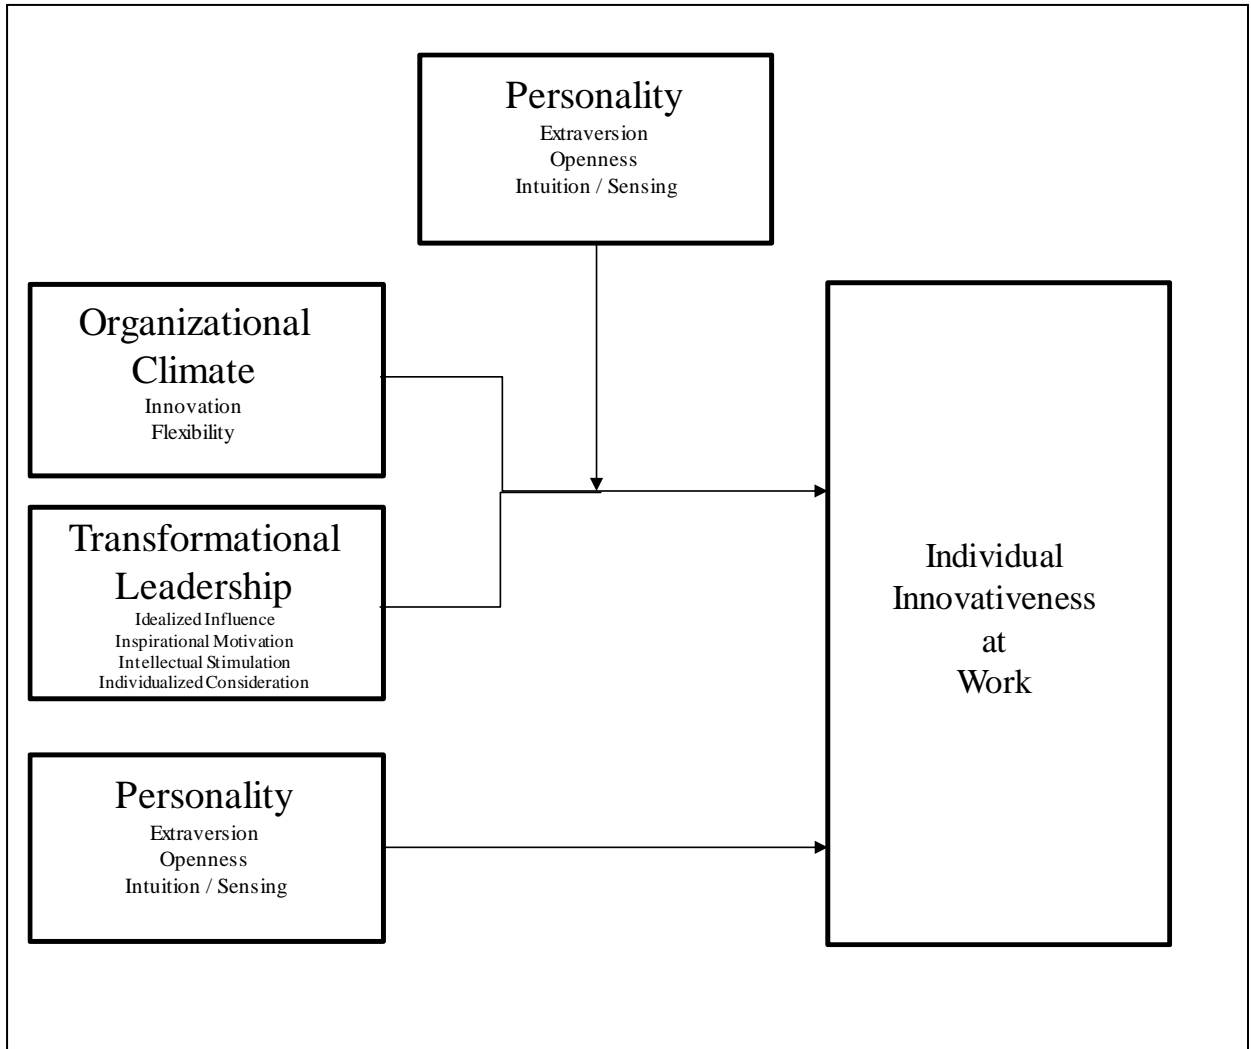 Personality
Extraversion
Openness
Intuition / Sensing
Organizational
Climate
Innovation
Flexibility
Transformational
Leadership
Idealized Influence
Inspirational Motivation
Intellectual Stimulation
Individualized Consideration
Personality
Extraversion
Openness
Intuition / Sensing
Individual
Innovativeness
at
Work